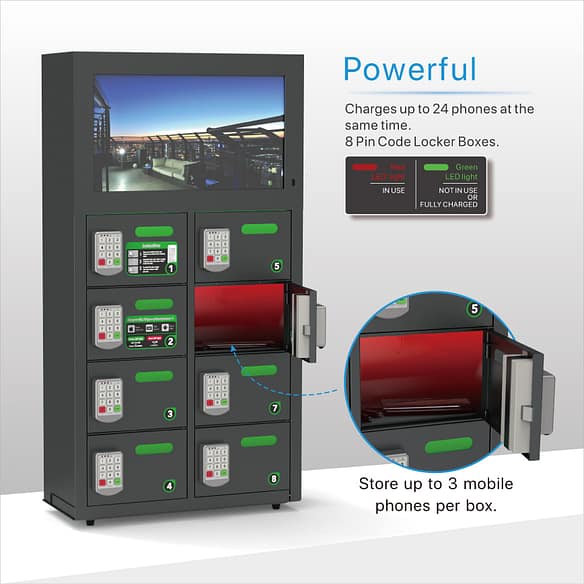 Powerful
Charges up to 24 phones at the
same time.
8 Pin Code Locker Boxes.
Red
LED light
IN USE
Green
LED light
NOT IN USE
OR
FULLY CHARGED
1
5
2
3
7
4
8
5
Store up to 3 mobile
phones per box.